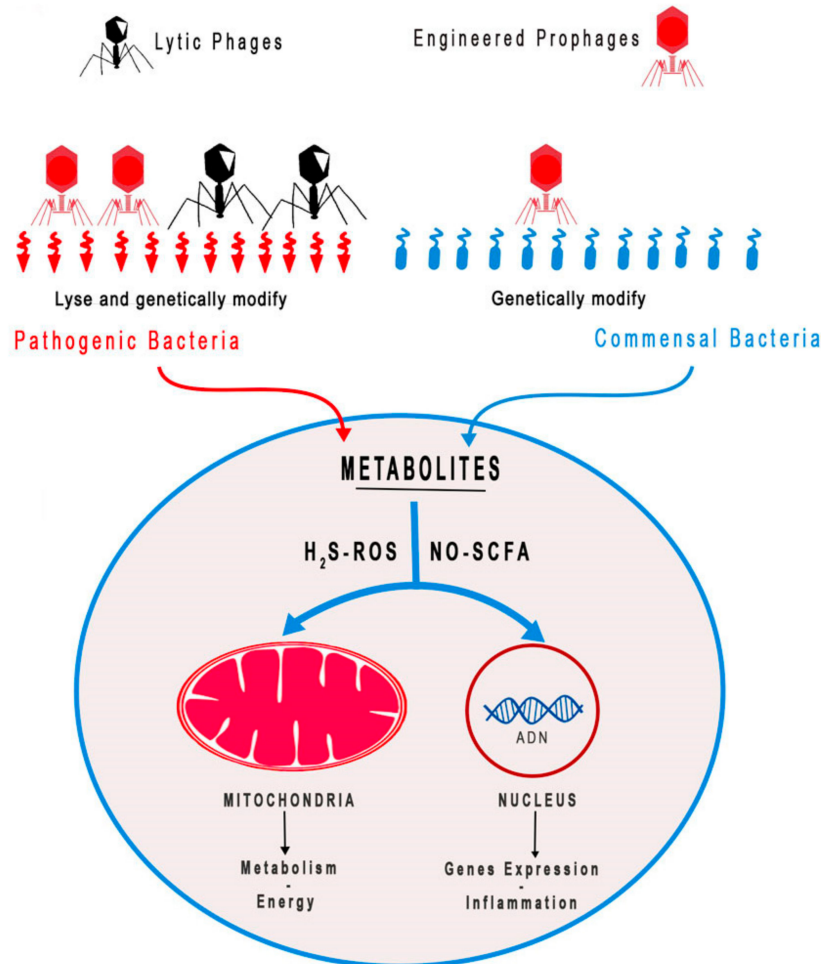 Lytic Phages
Engineered Prophages
Lyse and genetically modify
Genetically modify
Pathogenic Bacteria
Commensal Bacteria
METABOLITES
H₂S-ROS NO-SCFA
ADN
MITOCHONDRIA
NUCLEUS
Metabolism
-
Energy
Genes Expression
-
Inflammation